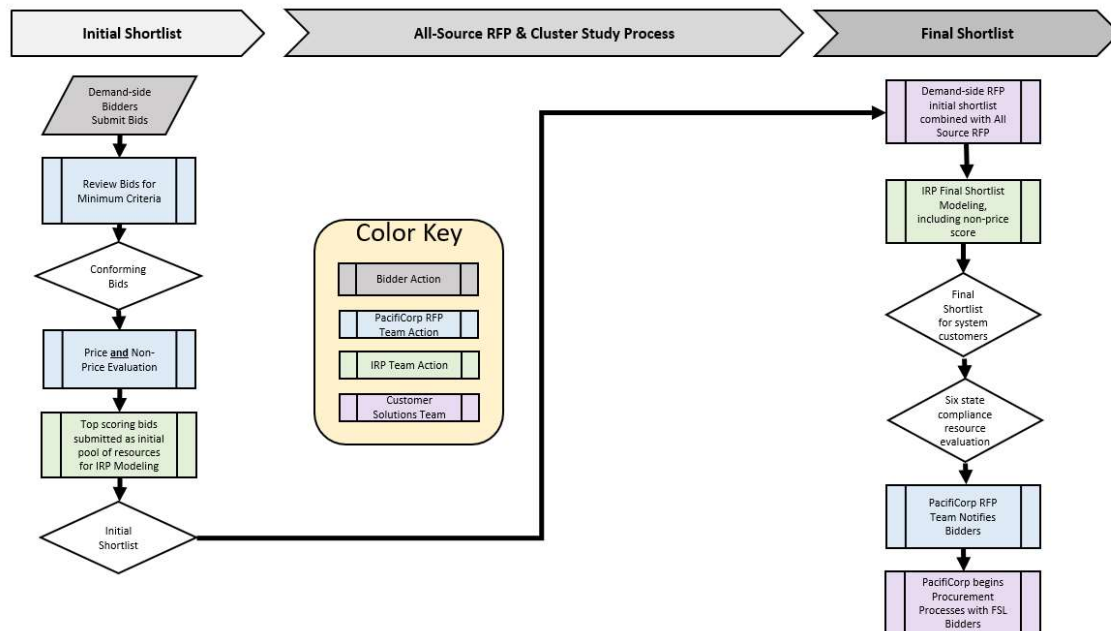 Initial Shortlist
All-Source RFP & Cluster Study Process
Final Shortlist
Demand-side
Bidders
Submit Bids
Review Bids for
Minimum Criteria
Conforming
Bids
Price and Non-
Price Evaluation
Top scoring bids
submitted as initial
pool of resources
for IRP Modeling
Initial
Shortlist
Color Key
Bidder Action
PacifiCorp RFP
Team Action
IRP Team Action
Customer
Solutions Team
Demand-side RFP
initial shortlist
combined with All
Source RFP
IRP Final Shortlist
Modeling,
including non-price
score
Final
Shortlist
for system
customers
Six state
compliance
resource
evaluation
PacifiCorp RFP
Team Notifies
Bidders
PacifiCorp begins
Procurement
Processes with FSL
Bidders